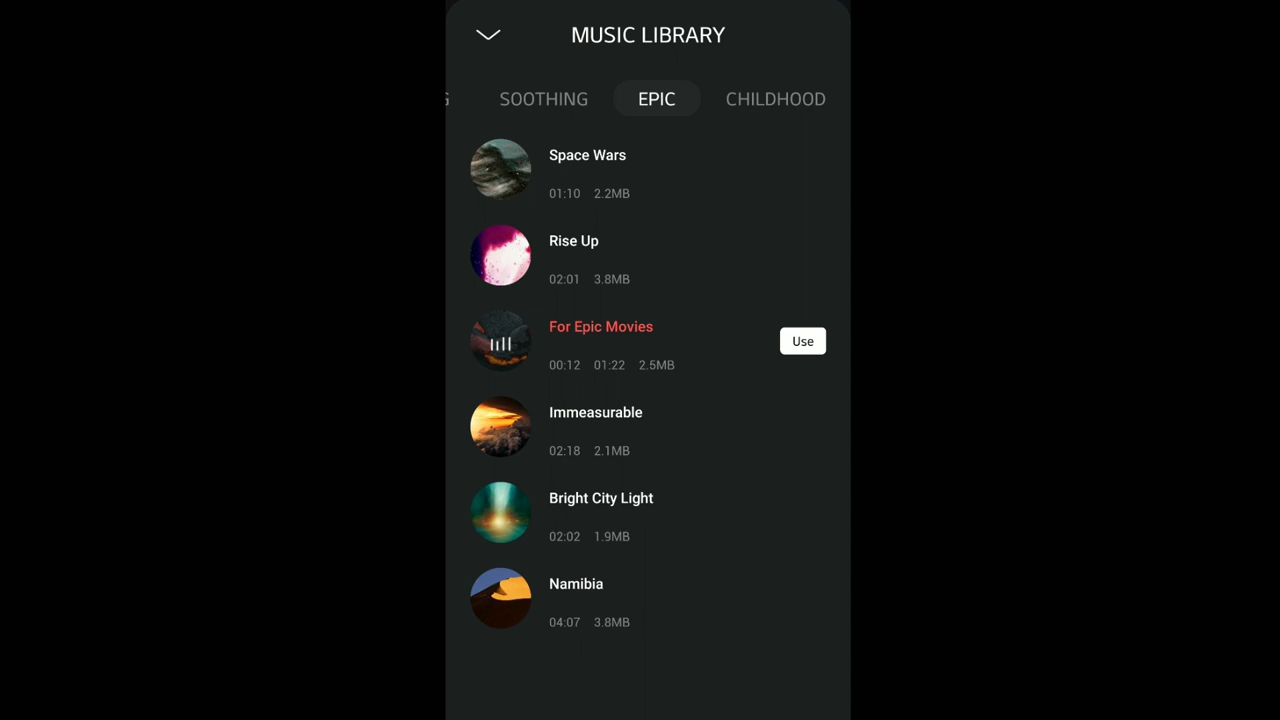 MUSIC LIBRARY
SOOTHING EPIC CHILDHOOD
Space Wars
01:10 2.2MB
Rise Up
02:01 3.8MB
For Epic Movies
Use
00:12 01:22 2.5MB
Immeasurable
02:18 2.1MB
Bright City Light
02:02 1.9MB
Namibia
04:07 3.8MB